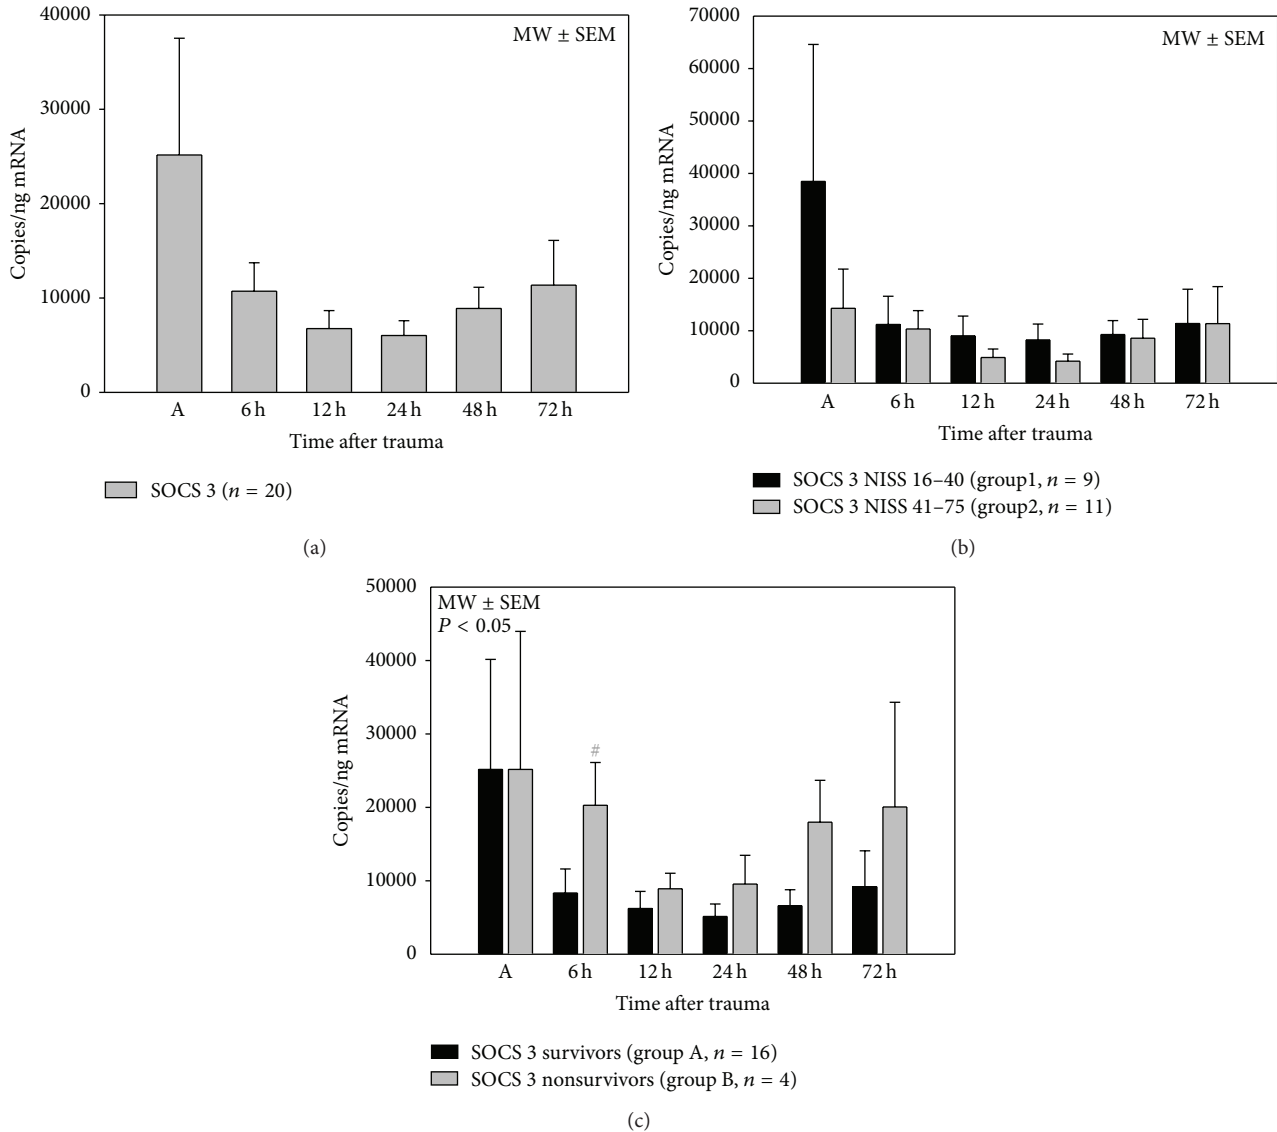 40000
30000
20000
10000
0
Copies/ng mRNA
MW ± SEM
A 6 h 12 h 24 h 48 h 72 h
Time after trauma
SOCS 3 (n = 20)
(a)
70000
60000
50000
40000
30000
20000
10000
0
Copies/ng mRNA
MW ± SEM
A 6 h 12 h 24 h 48 h 72 h
Time after trauma
SOCS 3 NISS 16–40 (group1, n = 9)
SOCS 3 NISS 41–75 (group2, n = 11)
(b)
50000
40000
30000
20000
10000
0
Copies/ng mRNA
MW ± SEM
P < 0.05
#
A 6 h 12 h 24 h 48 h 72 h
Time after trauma
SOCS 3 survivors (group A, n = 16)
SOCS 3 nonsurvivors (group B, n = 4)
(c)